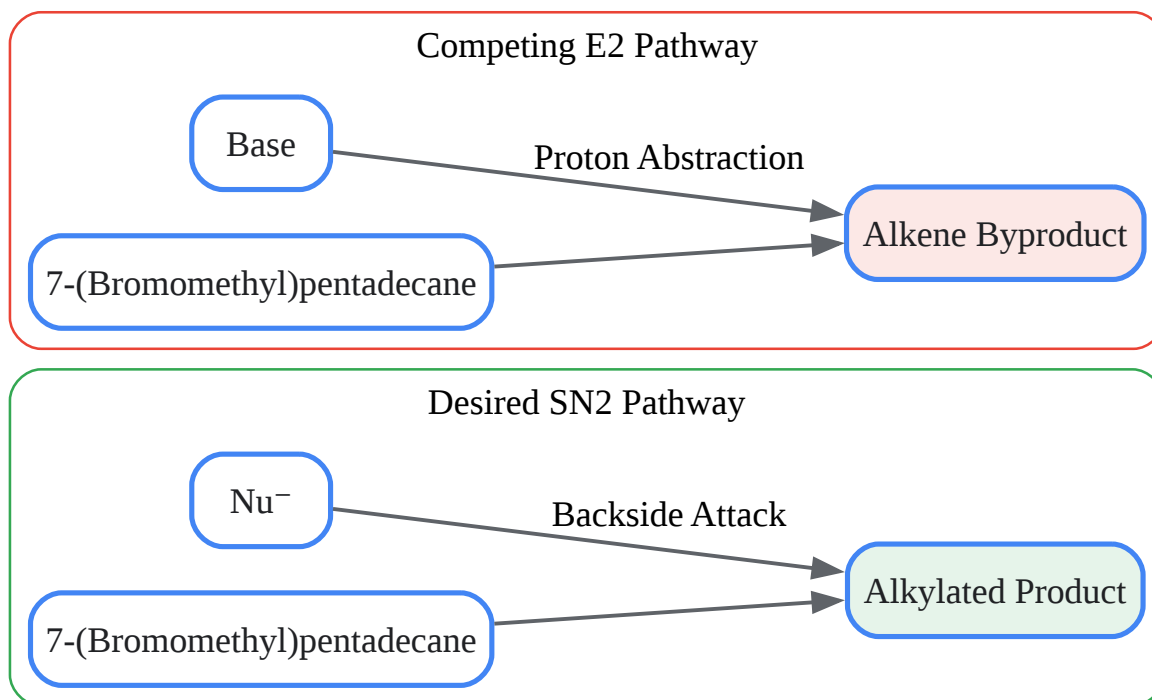 Competing E2 Pathway
Base
Proton Abstraction
Alkene Byproduct
7-(Bromomethyl)pentadecane
Desired SN2 Pathway
Nu⁻
Backside Attack
Alkylated Product
7-(Bromomethyl)pentadecane